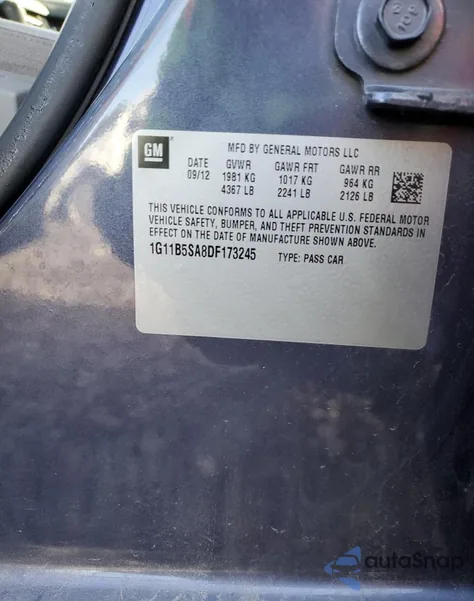 GM
MFD BY GENERAL MOTORS LLC
DATE GVWR GAWR FRT GAWR RR
09/12 1981 KG 1017 KG 964 KG
4367 LB 2241 LB 2126 LB
THIS VEHICLE CONFORMS TO ALL APPLICABLE U.S. FEDERAL MOTOR
VEHICLE SAFETY, BUMPER, AND THEFT PREVENTION STANDARDS IN
EFFECT ON THE DATE OF MANUFACTURE SHOWN ABOVE.
1G11B5SA8DF173245 TYPE: PASS CAR
autoSnap